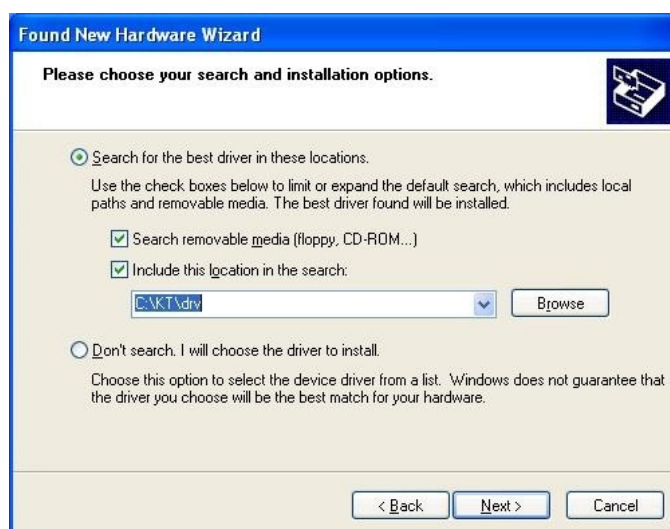 Found New Hardware Wizard
Please choose your search and installation options.
Search for the best driver in these locations.
Use the check boxes below to limit or expand the default search, which includes local
paths and removable media. The best driver found will be installed.
Search removable media (floppy, CD-ROM...)
Include this location in the search:
C:\KT\drv
Browse
Don't search. I will choose the driver to install.
Choose this option to select the device driver from a list. Windows does not guarantee that
the driver you choose will be the best match for your hardware.
< Back
Next >
Cancel